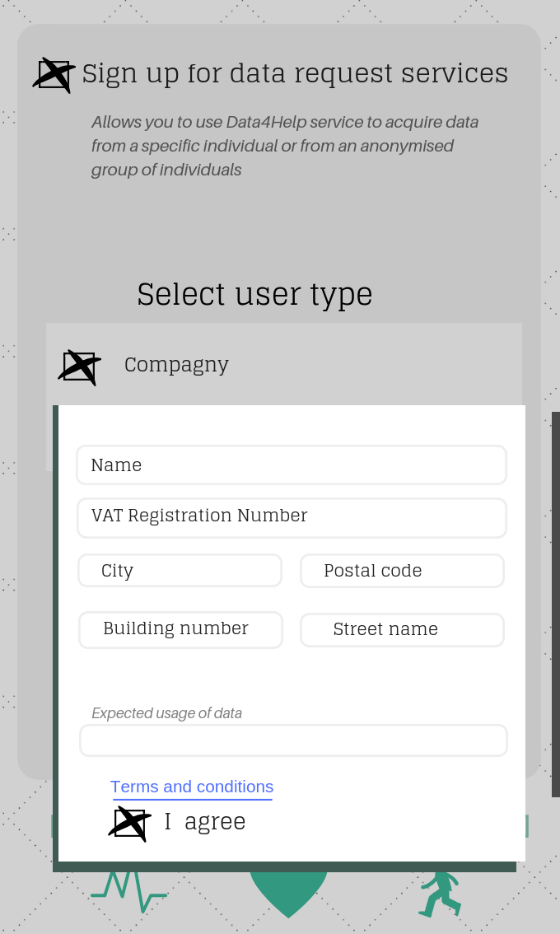 Sign up for data request services
Allows you to use Data4Help service to acquire data
from a specific individual or from an anonymised
group of individuals
Select user type
Compagny
Name
VAT Registration Number
City
Postal code
Building number
Street name
Expected usage of data
Terms and conditions
I agree